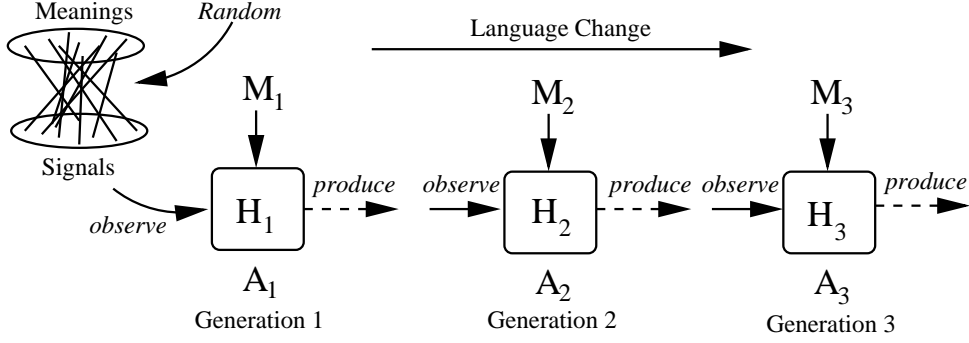 Meanings
Random
Language Change
Signals
M1
M2
M3
observe
H1
produce
observe
H2
produce
observe
H3
produce
A1
A2
A3
Generation 1
Generation 2
Generation 3